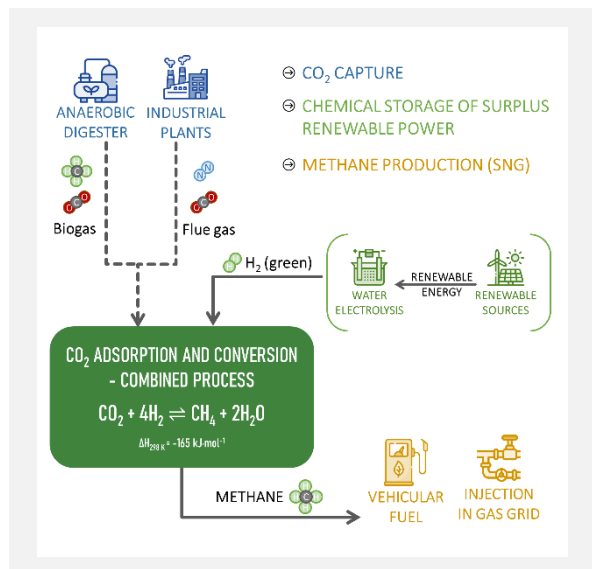 ANAEROBIC
DIGESTER
INDUSTRIAL
PLANTS
CO₂ CAPTURE
CHEMICAL STORAGE OF SURPLUS
RENEWABLE POWER
METHANE PRODUCTION (SNG)
H H C H H
O C O
Biogas
N N
O C O
Flue gas
H H
H₂ (green)
WATER
ELECTROLYSIS
RENEWABLE
ENERGY
RENEWABLE
SOURCES
CO₂ ADSORPTION AND CONVERSION
- COMBINED PROCESS
CO₂ + 4H₂ ⇌ CH₄ + 2H₂O
ΔH₂₉₈ K = -165 kJ·mol⁻¹
METHANE
H H C H H
VEHICULAR
FUEL
INJECTION
IN GAS GRID